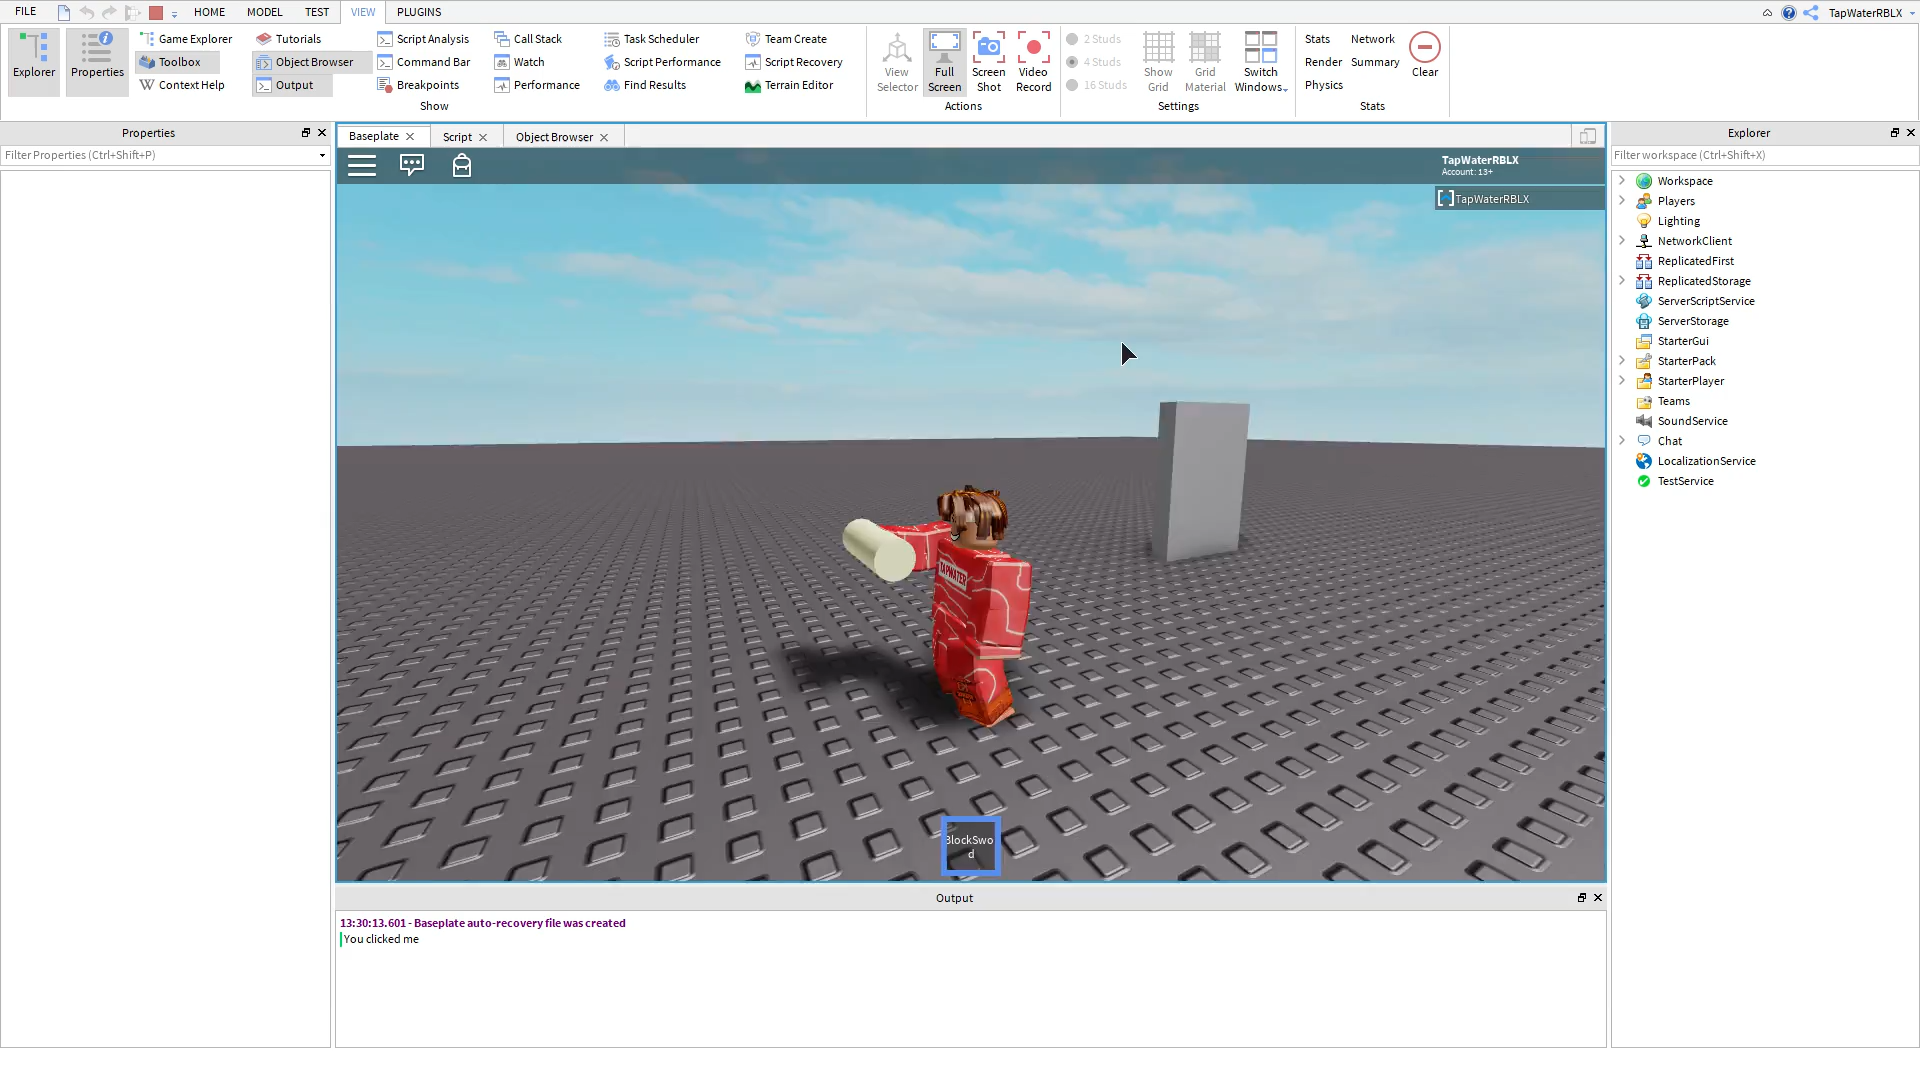 FILE HOME MODEL TEST VIEW PLUGINS TapWaterRBLX
Explorer
Properties
Game Explorer
Toolbox
Context Help
Tutorials
Object Browser
Output
Script Analysis
Command Bar
Breakpoints
Call Stack
Watch
Performance
Task Scheduler
Script Performance
Find Results
Team Create
Script Recovery
Terrain Editor
Show
View
Selector
Full
Screen
Screen
Shot
Video
Record
Actions
2 Studs
4 Studs
16 Studs
Show
Grid
Grid
Material
Switch
Windows
Settings
Stats
Render
Physics
Network
Summary
Clear
Stats
Properties
Filter Properties (Ctrl+Shift+P)
Baseplate Script Object Browser
TapWaterRBLX
Account: 13+
TapWaterRBLX
TAPWATER
BlockSwo
d
Output
13:30:13.601 - Baseplate auto-recovery file was created
You clicked me
Explorer
Filter workspace (Ctrl+Shift+X)
Workspace
Players
Lighting
NetworkClient
ReplicatedFirst
ReplicatedStorage
ServerScriptService
ServerStorage
StarterGui
StarterPack
StarterPlayer
Teams
SoundService
Chat
LocalizationService
TestService